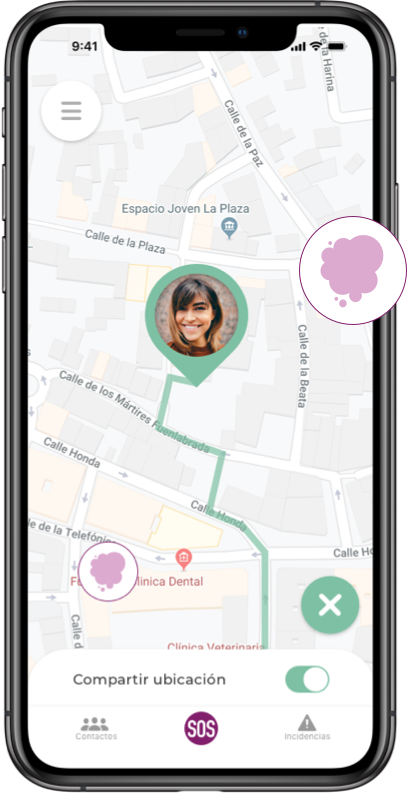 9:41
de la Harina
Calle de la Paz
Espacio Joven La Plaza
Calle de la Plaza
Calle de la Beata
Calle de los Mártires Fuenlabrada
Calle Honda
Calle Honda
Calle
de la Telefónica
Clinica Dental
Calle
Clínica Veterinaria
Compartir ubicación
Contactos
SOS
Incidencias